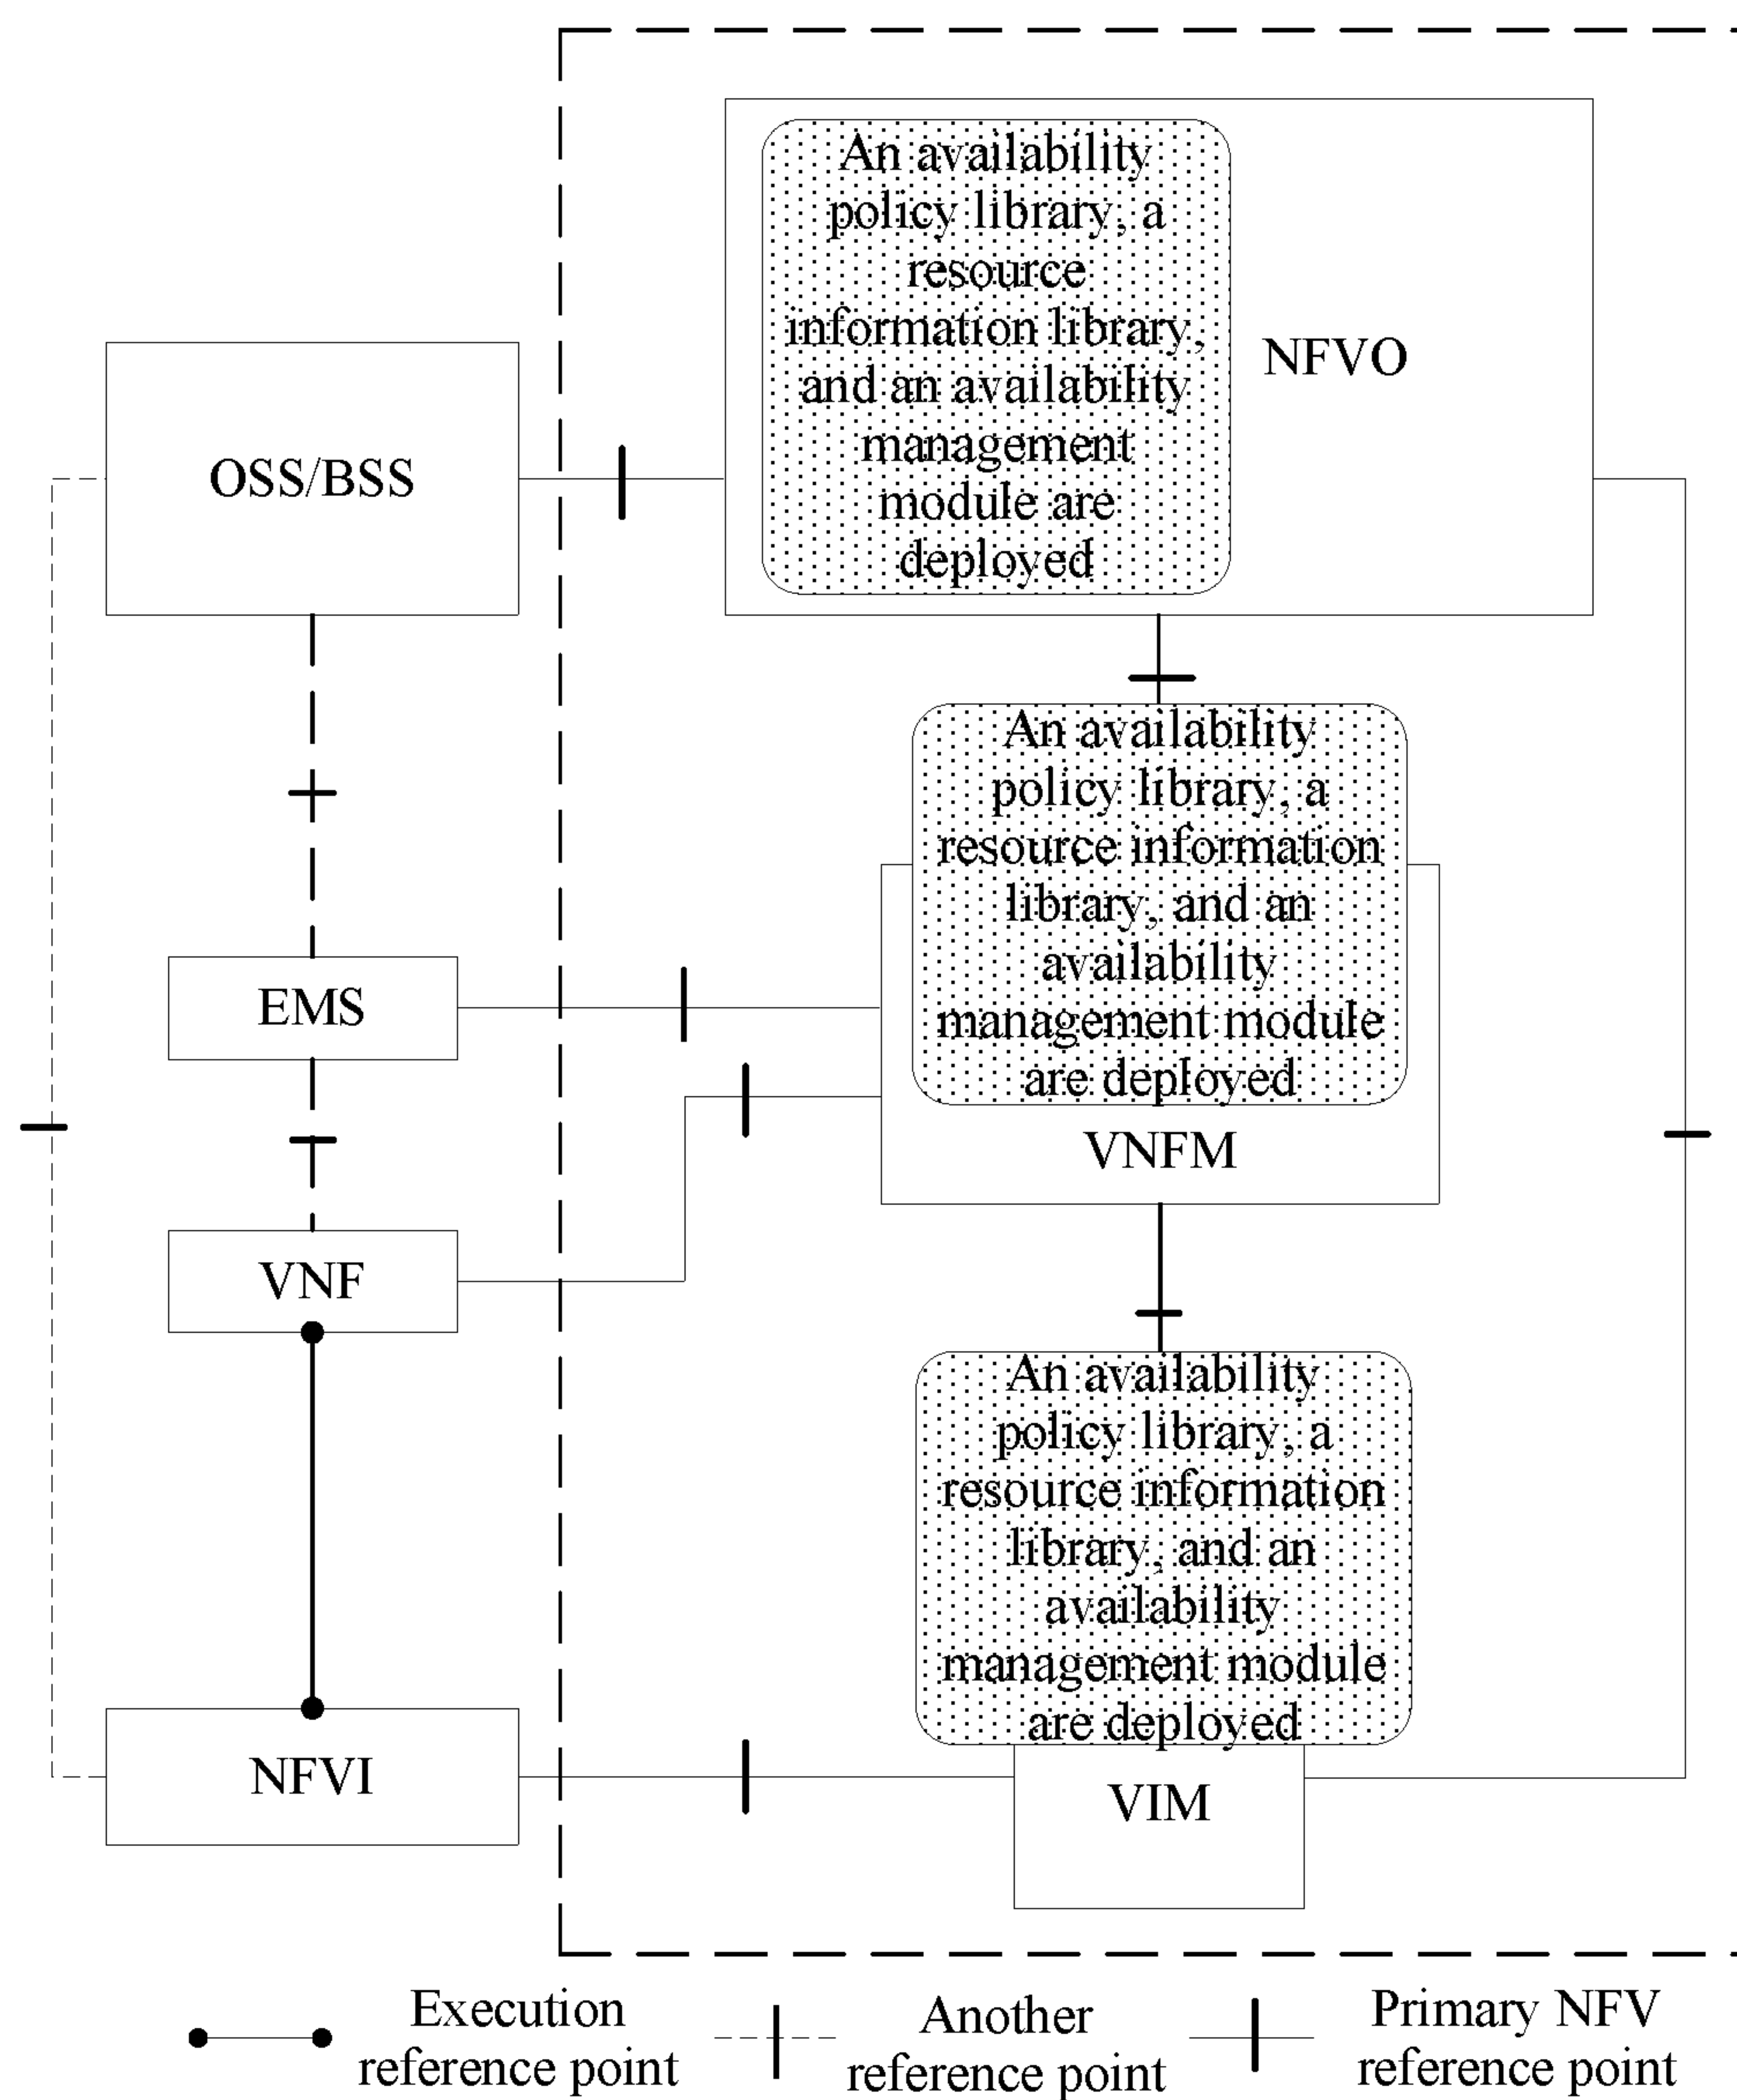 An availability
policy library, a
resource
information library,
and an availability
management
module are
deployed
NFVO
OSS/BSS
An availability
policy library, a
resource information
library, and an
availability
management module
are deployed
EMS
VNFM
VNF
An availability
policy library, a
resource information
library, and an
availability
management module
are deployed
NFVI
VIM
Execution
reference point
Another
reference point
Primary NFV
reference point